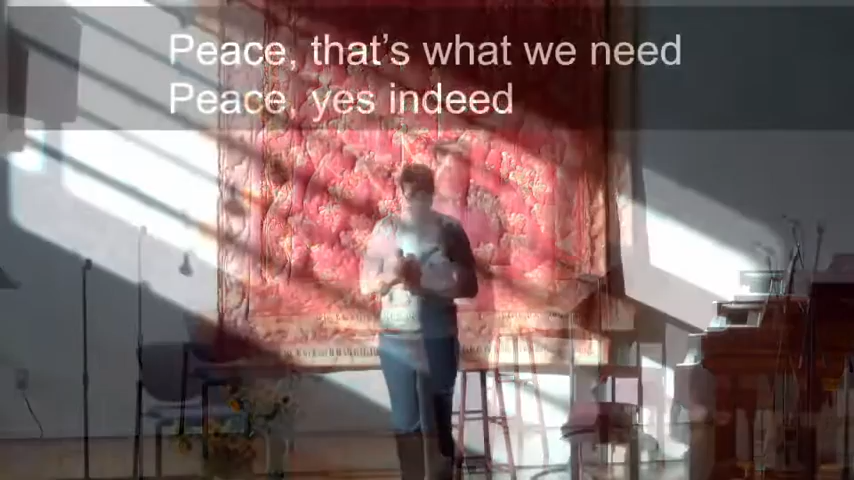 Peace, that's what we need
Peace, yes indeed